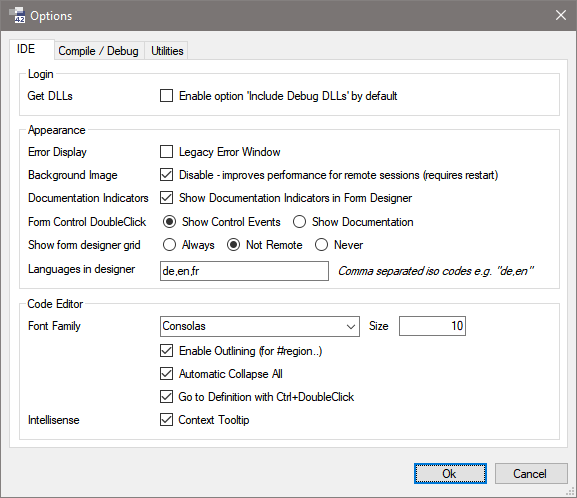 42 Options
IDE Compile / Debug Utilities
Login
Get DLLs Enable option 'Include Debug DLLs' by default
Appearance
Error Display Legacy Error Window
Background Image Disable - improves performance for remote sessions (requires restart)
Documentation Indicators Show Documentation Indicators in Form Designer
Form Control DoubleClick Show Control Events Show Documentation
Show form designer grid Always Not Remote Never
Languages in designer de,en,fr Comma separated iso codes e.g. "de,en"
Code Editor
Font Family Consolas Size 10
Enable Outlining (for #region..)
Automatic Collapse All
Go to Definition with Ctrl+DoubleClick
Intellisense Context Tooltip
Ok Cancel